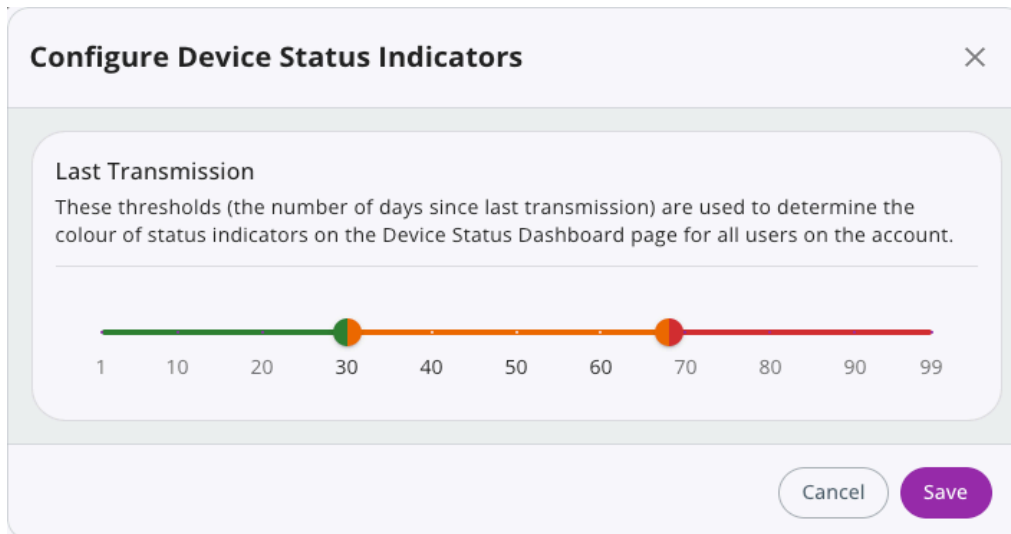 Configure Device Status Indicators
Last Transmission
These thresholds (the number of days since last transmission) are used to determine the
colour of status indicators on the Device Status Dashboard page for all users on the account.
1 10 20 30 40 50 60 70 80 90 99
Cancel Save